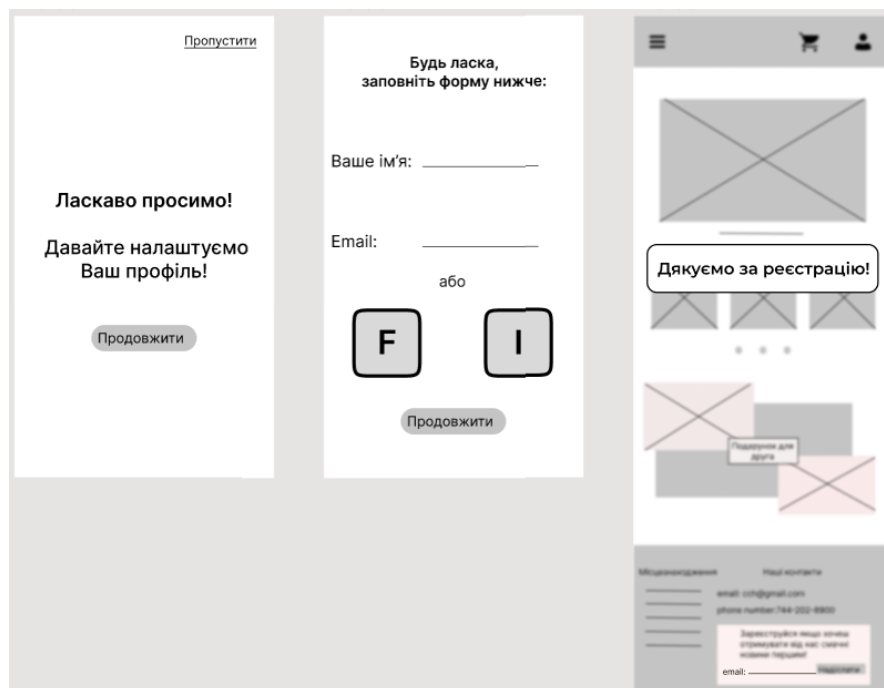 Пропустити
Ласкаво просимо!
Давайте налаштуємо
Ваш профіль!
Продовжити
Будь ласка,
заповніть форму нижче:
Ваше ім’я:
Email:
або
F
I
Продовжити
Дякуємо за реєстрацію!
Подарунок для
друга
Місцезнаходження
Наші контакти
email: cch@gmail.com
phone number:744-202-8900
Зареєструйся якщо хочеш
отримувати від нас смачні
новини першим!
email:
Надіслати